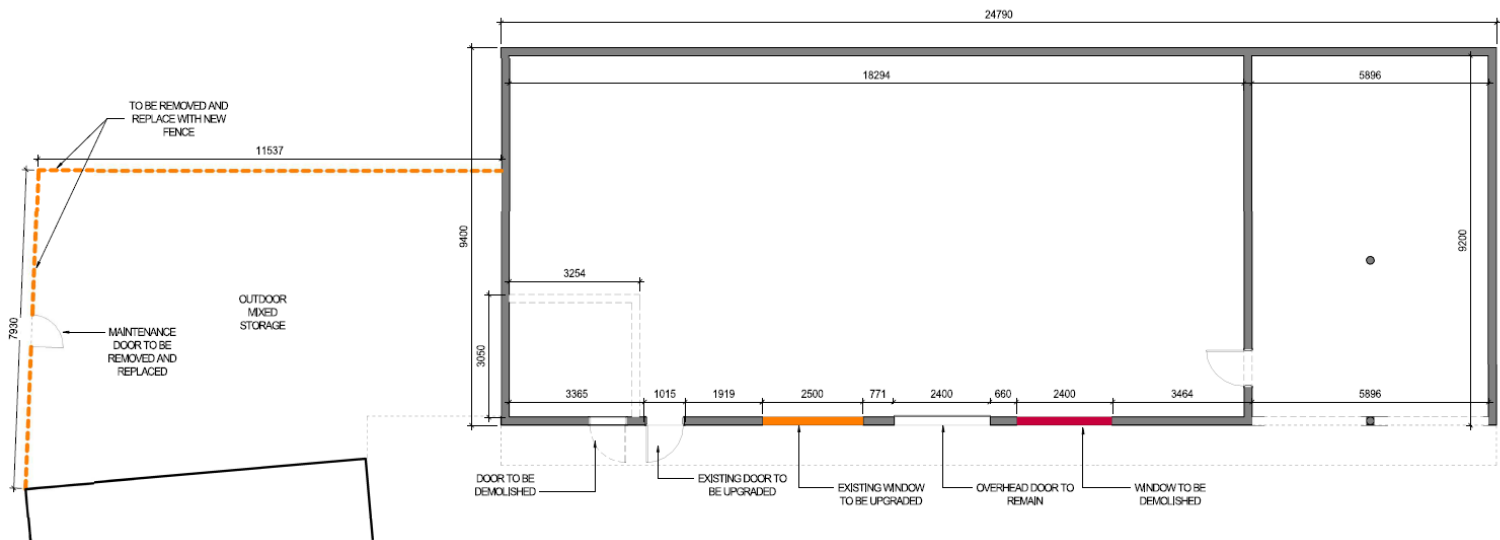 24790
18294
5896
TO BE REMOVED AND
REPLACE WITH NEW
FENCE
11537
9400
9200
3254
OUTDOOR
MIXED
STORAGE
7930
MAINTENANCE
DOOR TO BE
REMOVED AND
REPLACED
3050
3365
1015
1919
2500
771
2400
660
2400
3464
5896
DOOR TO BE
DEMOLISHED
EXISTING DOOR TO
BE UPGRADED
EXISTING WINDOW
TO BE UPGRADED
OVERHEAD DOOR TO
REMAIN
WINDOW TO BE
DEMOLISHED